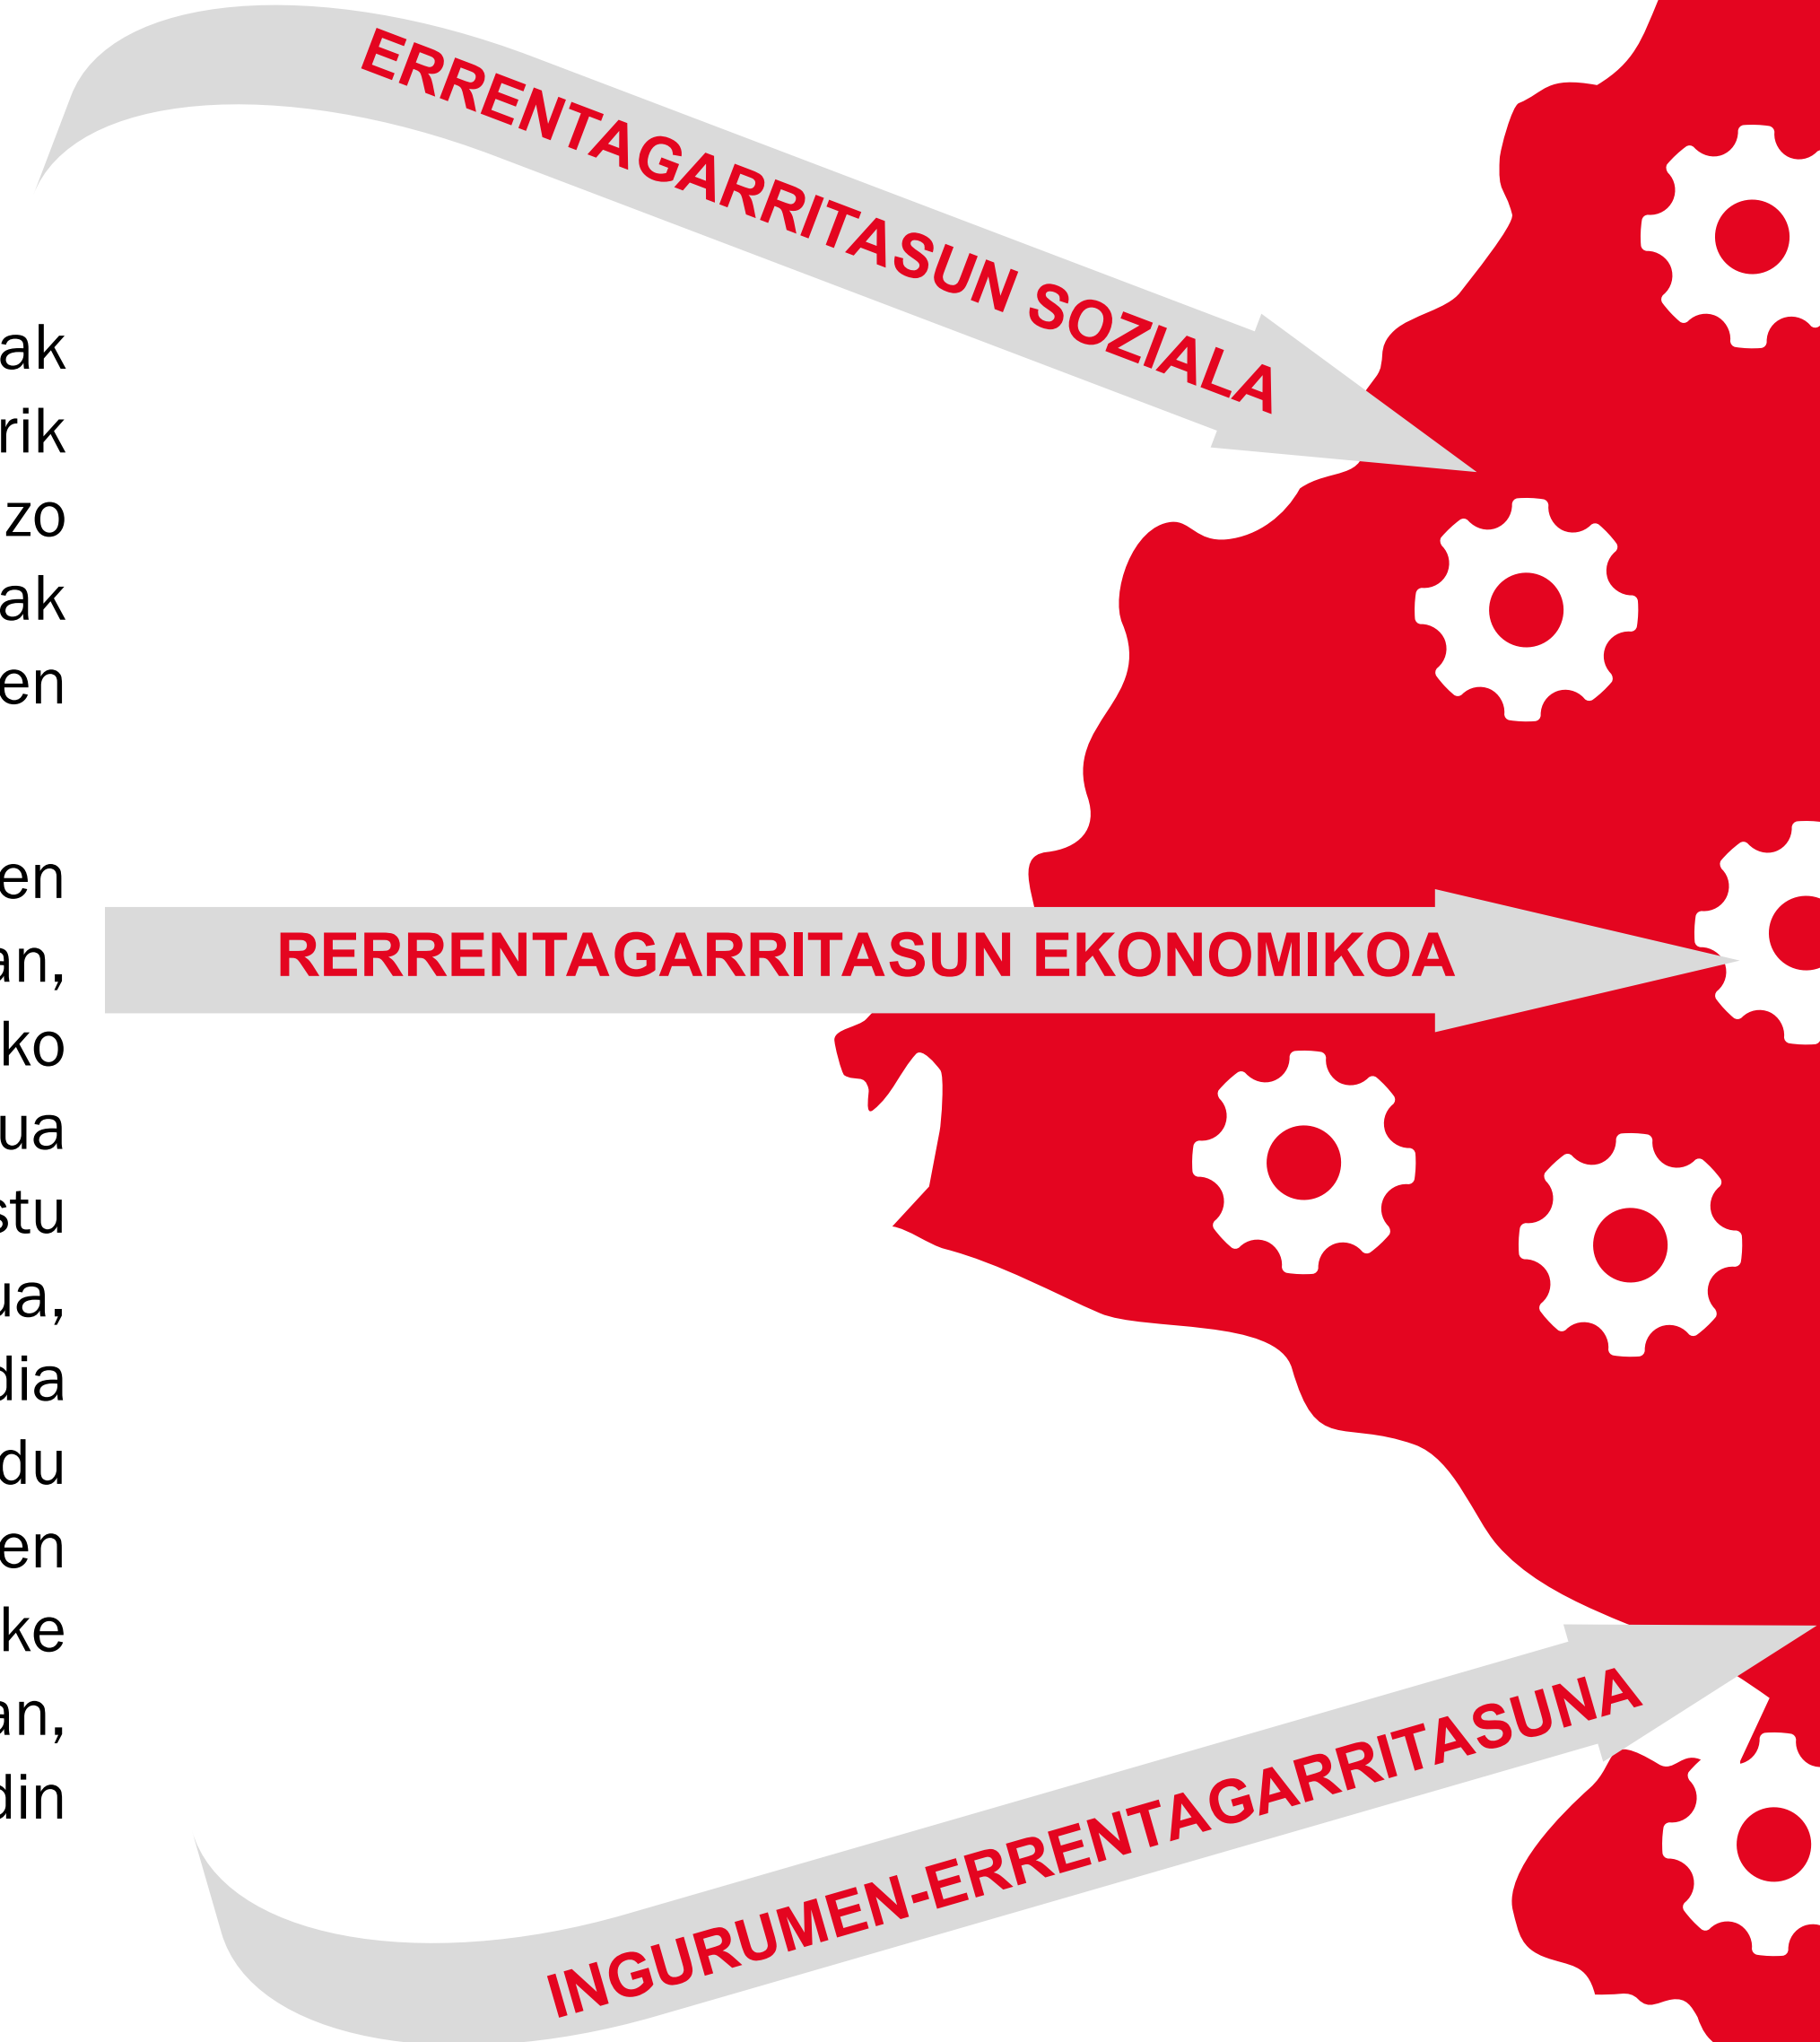 ERRENTAGARRITASUN SOZIALA
ak
rik
zo
ak
en
en
an,
ko
ua
stu
ua,
dia
du
en
ke
an,
din
RERRENTAGARRITASUN EKONOMIKOA
INGURUMEN-ERRENTAGARRITASUNA